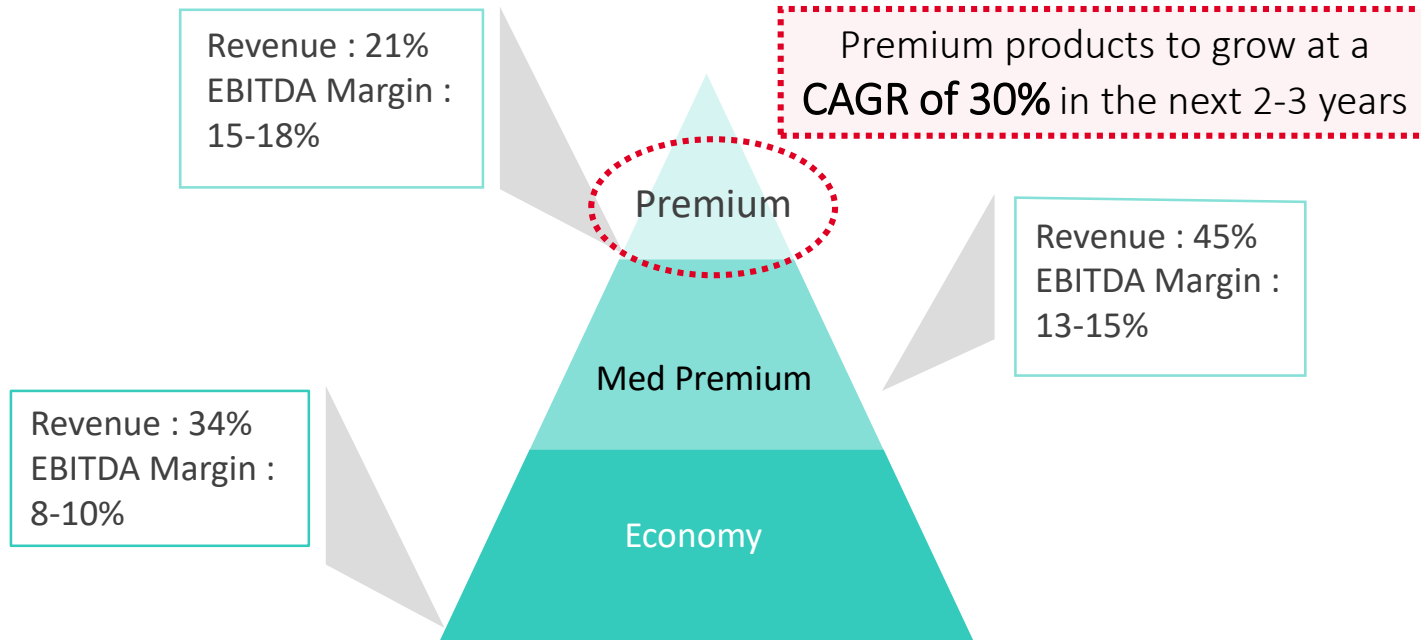 Revenue : 21%
EBITDA Margin :
15-18%
Premium products to grow at a
CAGR of 30% in the next 2-3 years
Premium
Revenue : 45%
EBITDA Margin :
13-15%
Med Premium
Revenue : 34%
EBITDA Margin :
8-10%
Economy